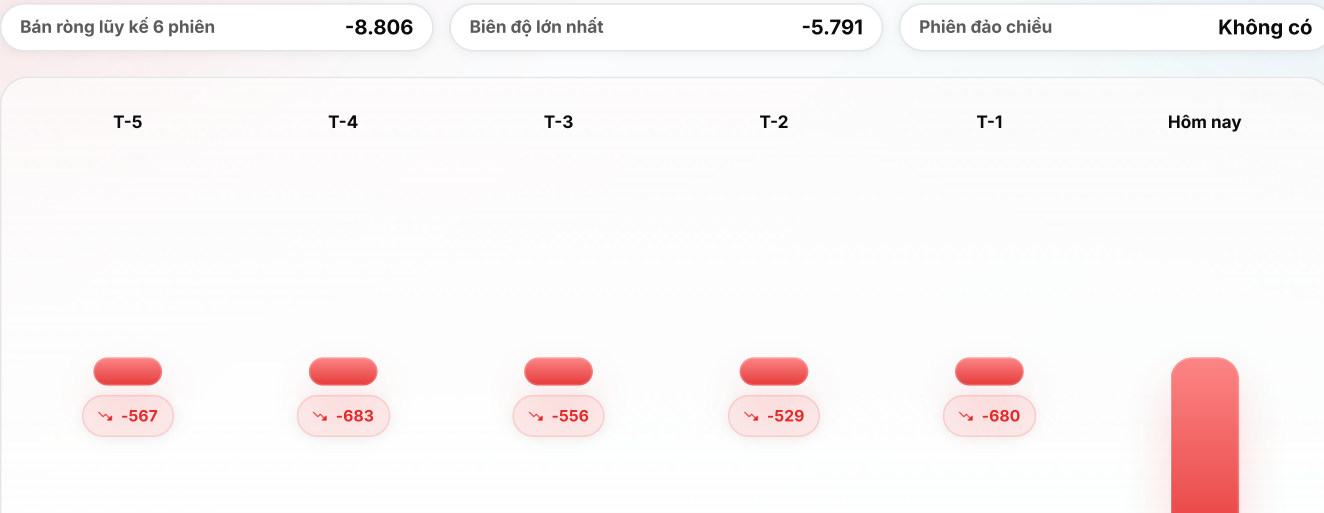 Bán ròng lũy kế 6 phiên -8.806
Biên độ lớn nhất -5.791
Phiên đảo chiều Không có
T-5 T-4 T-3 T-2 T-1 Hôm nay
-567 -683 -556 -529 -680